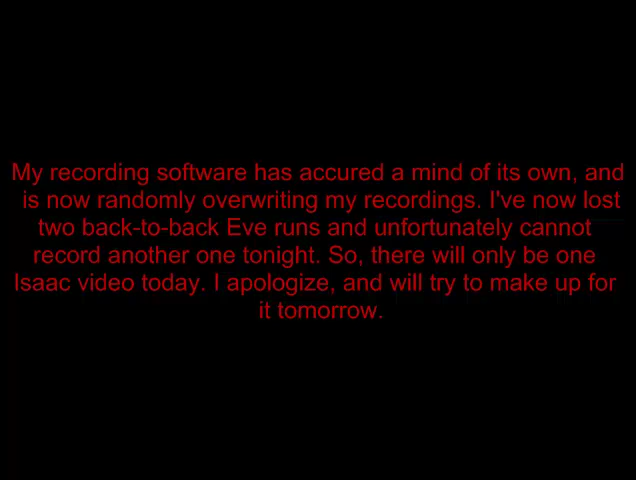 My recording software has accured a mind of its own, and
is now randomly overwriting my recordings. I've now lost
two back-to-back Eve runs and unfortunately cannot
record another one tonight. So, there will only be one
Isaac video today. I apologize, and will try to make up for
it tomorrow.